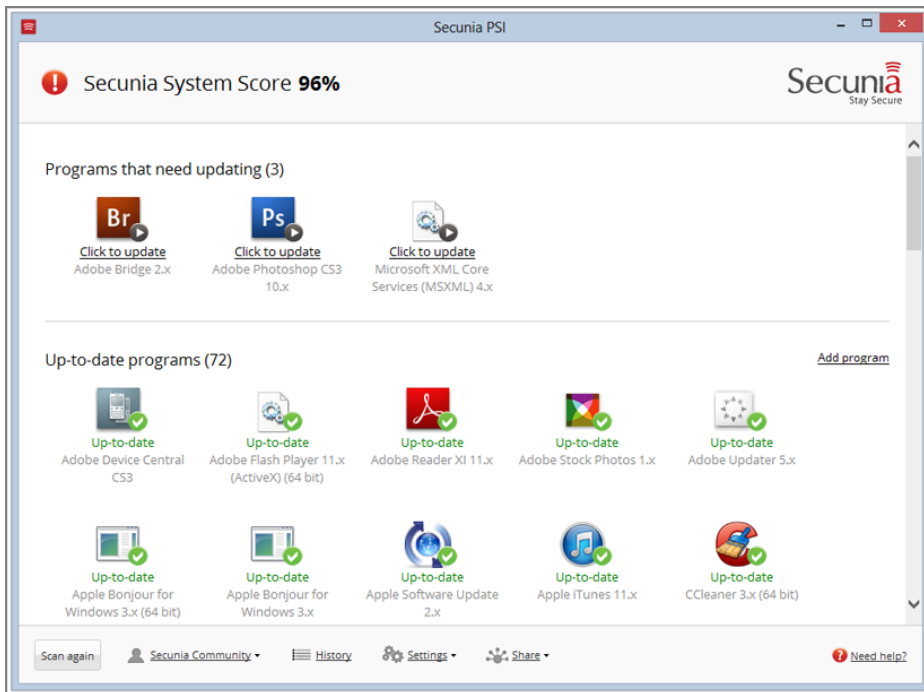 Secunia PSI
Secunia System Score 96%
Secunia
Stay Secure
Programs that need updating (3)
Br
Ps
Click to update
Click to update
Click to update
Adobe Bridge 2.x
Adobe Photoshop CS3
10.x
Microsoft XML Core
Services (MSXML) 4.x
Up-to-date programs (72)
Add program
Up-to-date
Adobe Device Central
CS3
Up-to-date
Adobe Flash Player 11.x
(ActiveX) (64 bit)
Up-to-date
Adobe Reader XI 11.x
Up-to-date
Adobe Stock Photos 1.x
Up-to-date
Adobe Updater 5.x
Up-to-date
Apple Bonjour for
Windows 3.x (64 bit)
Up-to-date
Apple Bonjour for
Windows 3.x
Up-to-date
Apple Software Update
2.x
Up-to-date
Apple iTunes 11.x
Up-to-date
CCleaner 3.x (64 bit)
Scan again
Secunia Community
History
Settings
Share
Need help?